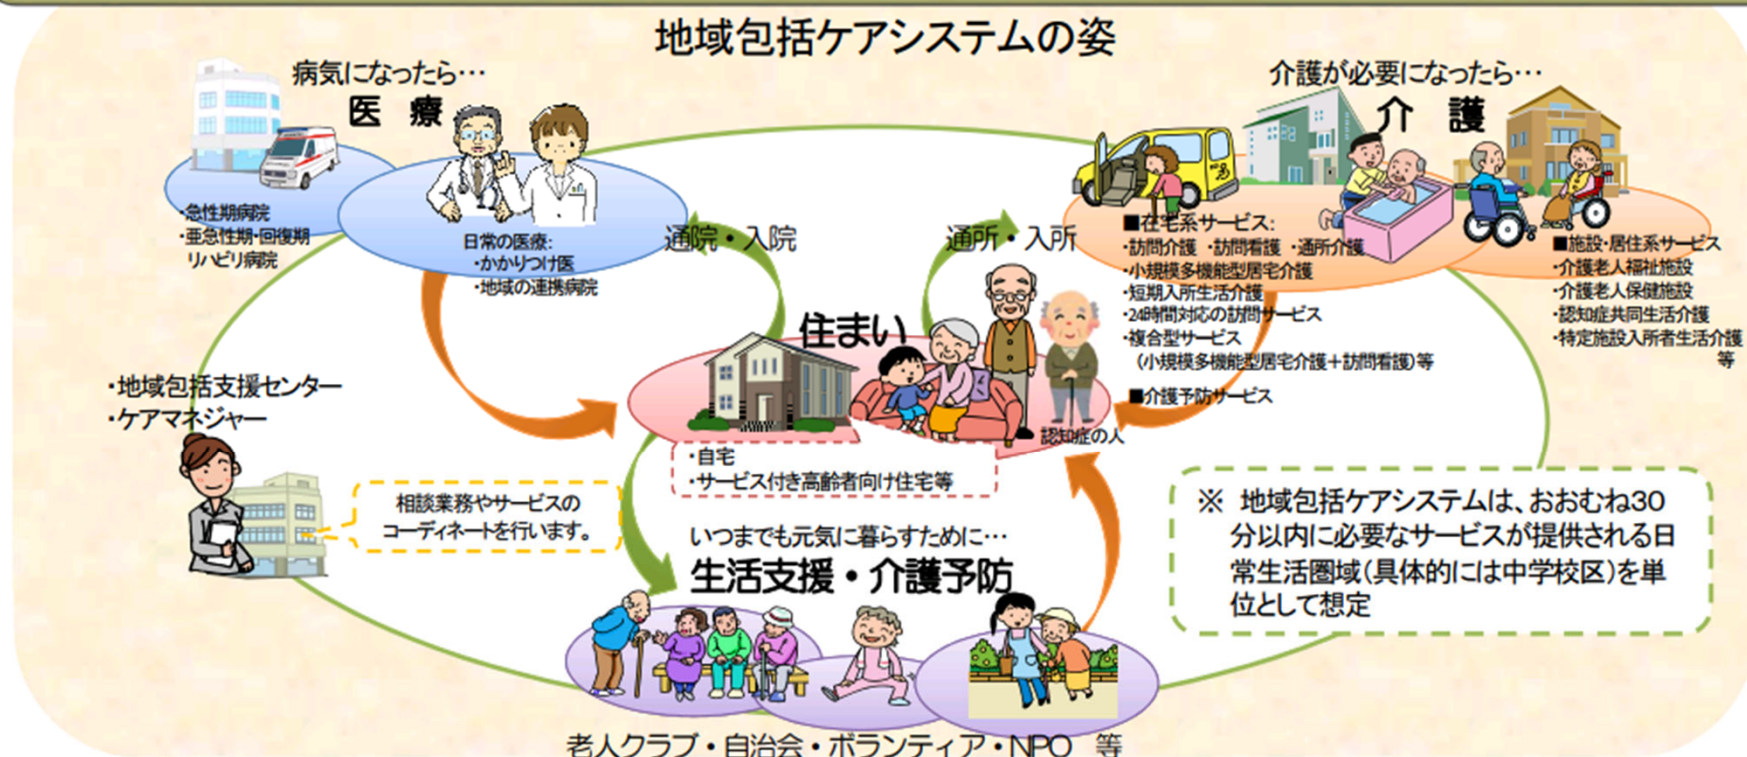 地域包括ケアシステムの姿
病気になったら…
医 療
・急性期病院
・亜急性期・回復期
リハビリ病院
日常の医療:
・かかりつけ医
・地域の連携病院
通院・入院
通所・入所
介護が必要になったら…
介 護
■在宅系サービス:
・訪問介護 ・訪問看護 ・通所介護
・小規模多機能型居宅介護
・短期入所生活介護
・24時間対応の訪問サービス
・複合型サービス
（小規模多機能型居宅介護＋訪問看護）等
■介護予防サービス
■施設・居住系サービス
・介護老人福祉施設
・介護老人保健施設
・認知症共同生活介護
・特定施設入所者生活介護
等
住まい
認知症の人
・自宅
・サービス付き高齢者向け住宅等
・地域包括支援センター
・ケアマネジャー
相談業務やサービスの
コーディネートを行います。
いつまでも元気に暮らすために…
生活支援・介護予防
老人クラブ・自治会・ボランティア・NPO 等
※ 地域包括ケアシステムは、おおむね30
分以内に必要なサービスが提供される日
常生活圏域（具体的には中学校区）を単
位として想定